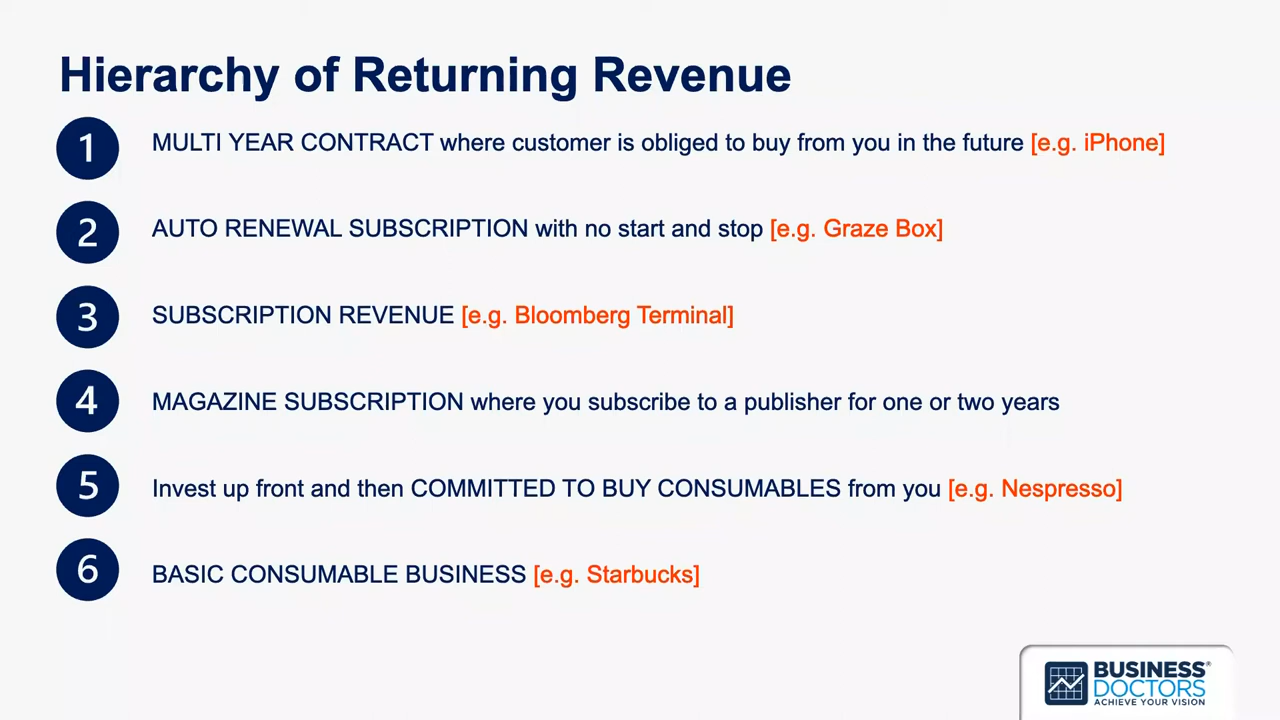 Hierarchy of Returning Revenue
1 MULTI YEAR CONTRACT where customer is obliged to buy from you in the future [e.g. iPhone]
2 AUTO RENEWAL SUBSCRIPTION with no start and stop [e.g. Graze Box]
3 SUBSCRIPTION REVENUE [e.g. Bloomberg Terminal]
4 MAGAZINE SUBSCRIPTION where you subscribe to a publisher for one or two years
5 Invest up front and then COMMITTED TO BUY CONSUMABLES from you [e.g. Nespresso]
6 BASIC CONSUMABLE BUSINESS [e.g. Starbucks]
BUSINESS®
DOCTORS
ACHIEVE YOUR VISION